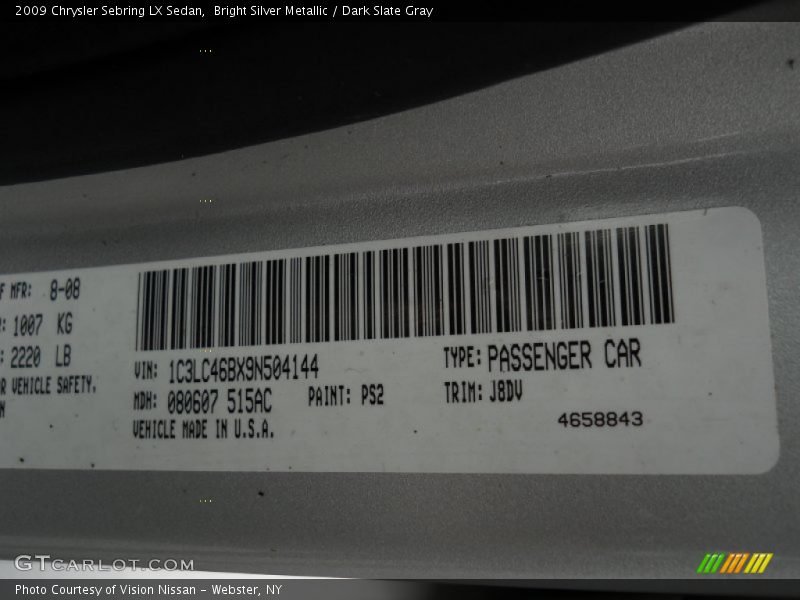 2009 Chrysler Sebring LX Sedan,  Bright Silver Metallic / Dark Slate Gray
F MFR: 8-08
1007 KG
2220 LB
R VEHICLE SAFETY.
N
VIN: 1C3LC46BX9N504144
TYPE: PASSENGER CAR
MDH: 080607 515AC
PAINT: PS2
TRIM: J8DV
VEHICLE MADE IN U.S.A.
4658843
GTCARLOT.COM
Photo Courtesy of Vision Nissan - Webster, NY